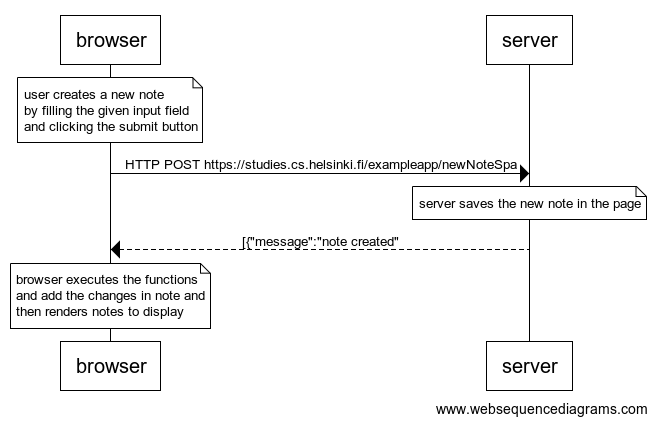 browser
server
user creates a new note
by filling the given input field
and clicking the submit button
HTTP POST https://studies.cs.helsinki.fi/exampleapp/newNoteSpa
server saves the new note in the page
[{"message":"note created"
browser executes the functions
and add the changes in note and
then renders notes to display
browser
server
www.websequencediagrams.com